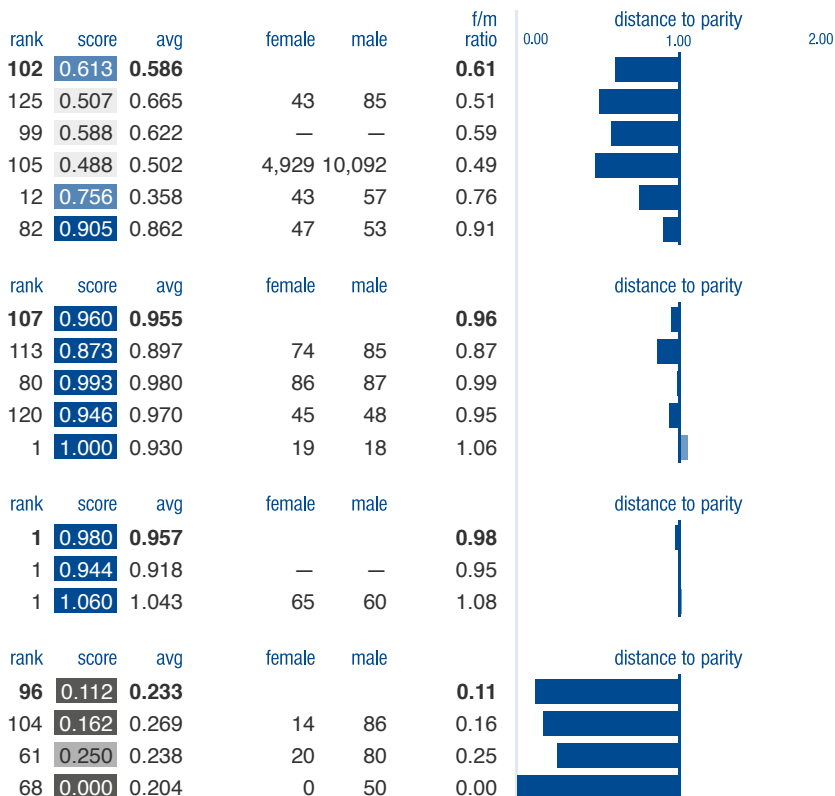 f/m distance to parity
rank score avg female male ratio 0.00 1.00 2.00
102 0.613 0.586 0.61
125 0.507 0.665 43 85 0.51
99 0.588 0.622 — — 0.59
105 0.488 0.502 4,929 10,092 0.49
12 0.756 0.358 43 57 0.76
82 0.905 0.862 47 53 0.91
rank score avg female male distance to parity
107 0.960 0.955 0.96
113 0.873 0.897 74 85 0.87
80 0.993 0.980 86 87 0.99
120 0.946 0.970 45 48 0.95
1 1.000 0.930 19 18 1.06
rank score avg female male distance to parity
1 0.980 0.957 0.98
1 0.944 0.918 — — 0.95
1 1.060 1.043 65 60 1.08
rank score avg female male distance to parity
96 0.112 0.233 0.11
104 0.162 0.269 14 86 0.16
61 0.250 0.238 20 80 0.25
68 0.000 0.204 0 50 0.00